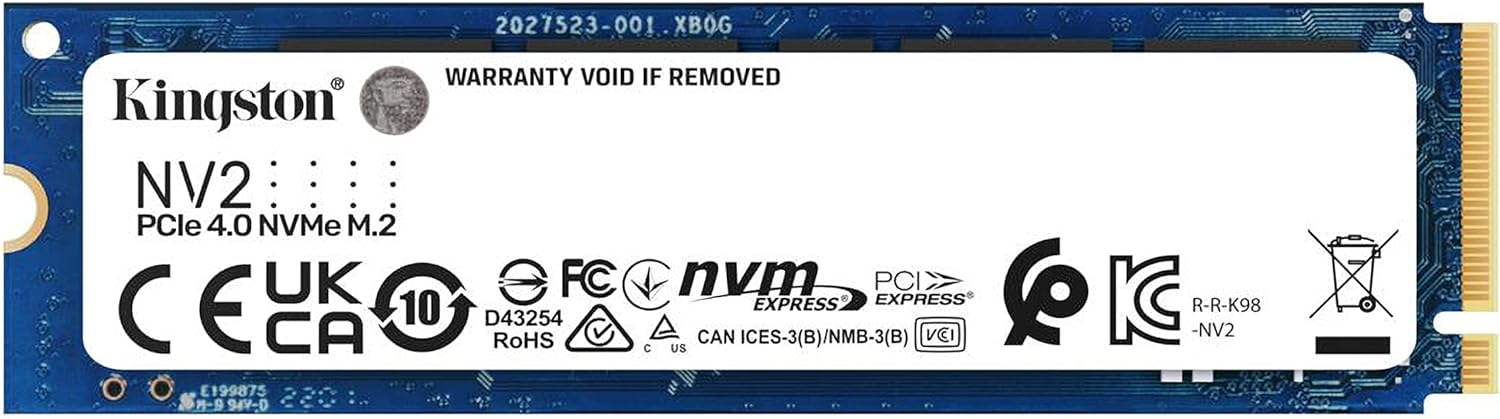 2027523-001.XB0G
Kingston®
WARRANTY VOID IF REMOVED
NV2
PCIe 4.0 NVMe M.2
CE
UK
CA
10
D43254
RoHS
FC
nvm
EXPRESS®
PCI
EXPRESS®
C US
CAN ICES-3(B)/NMB-3(B)
VCI
R-R-K98
-NV2
E199875
M-9 94V-0
2201